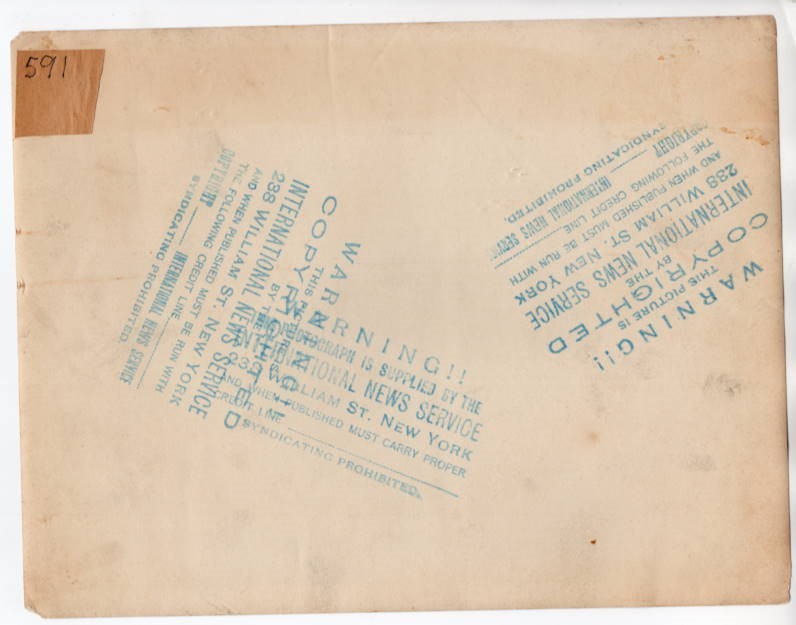 591
WARNING!!
THIS PICTURE IS
COPYRIGHTED
BY THE
INTERNATIONAL NEWS SERVICE
238 WILLIAM ST. NEW YORK
AND WHEN PUBLISHED MUST BE RUN WITH
THE FOLLOWING CREDIT LINE
COPYRIGHT INTERNATIONAL NEWS SERVICE
SYNDICATING PROHIBITED
WARNING!!
PHOTOGRAPH IS SUPPLIED BY THE
INTERNATIONAL NEWS SERVICE
238 WILLIAM ST. NEW YORK
AND WHEN PUBLISHED MUST CARRY PROPER
CREDIT LINE
SYNDICATING PROHIBITED.
WARNING!!
THIS PICTURE IS
COPYRIGHTED
BY THE
INTERNATIONAL NEWS SERVICE
238 WILLIAM ST. NEW YORK
AND WHEN PUBLISHED MUST BE RUN WITH
THE FOLLOWING CREDIT LINE
COPYRIGHT INTERNATIONAL NEWS SERVICE
SYNDICATING PROHIBITED.